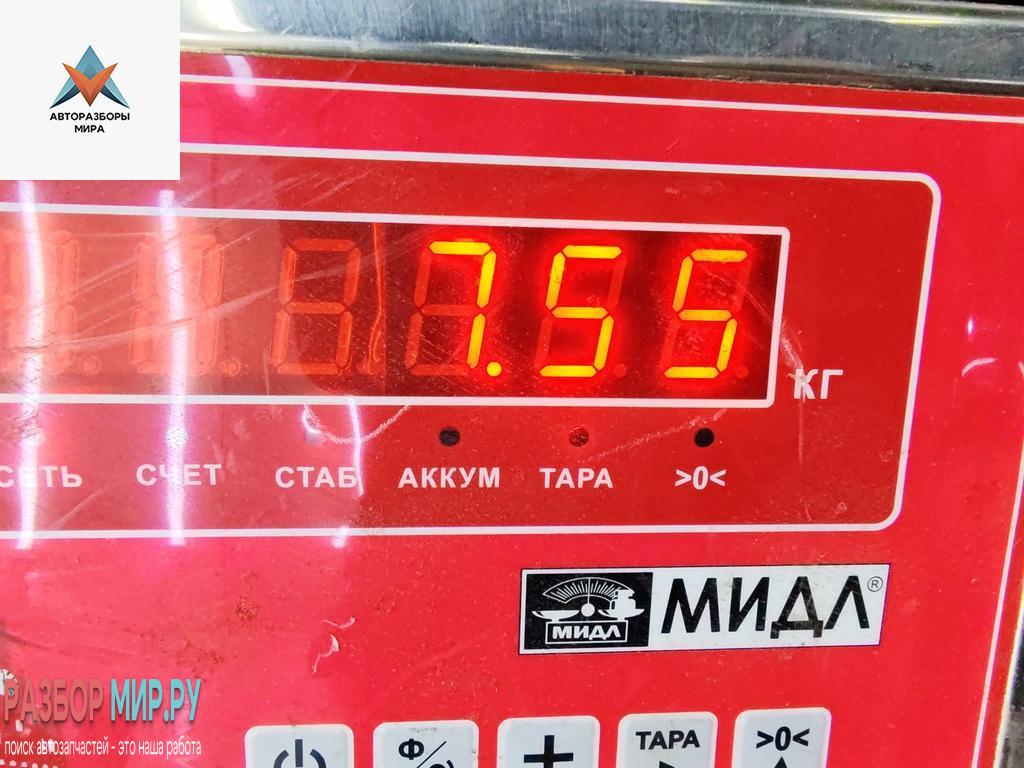 АВТОРАЗБОРЫ
МИРА
7.55
КГ
СЕТЬ СЧЕТ СТАБ АККУМ ТАРА >0<
МИДЛ
МИДЛ®
РАЗБОР МИР.РУ
поиск автозапчастей - это наша работа
Ф/
+
ТАРА
>0<